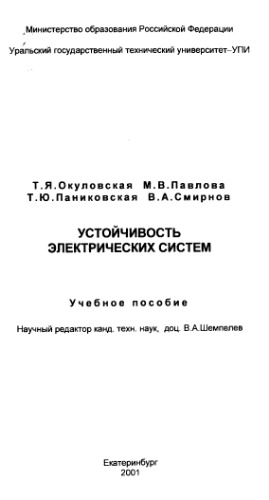 Министерство образования Российской Федерации
Уральский государственный технический университет–УПИ
Т.Я.Окуловская М.В.Павлова
Т.Ю.Паниковская В.А.Смирнов
УСТОЙЧИВОСТЬ
ЭЛЕКТРИЧЕСКИХ СИСТЕМ
Учебное пособие
Научный редактор канд. техн. наук, доц. В.А.Шемпелев
Екатеринбург
2001